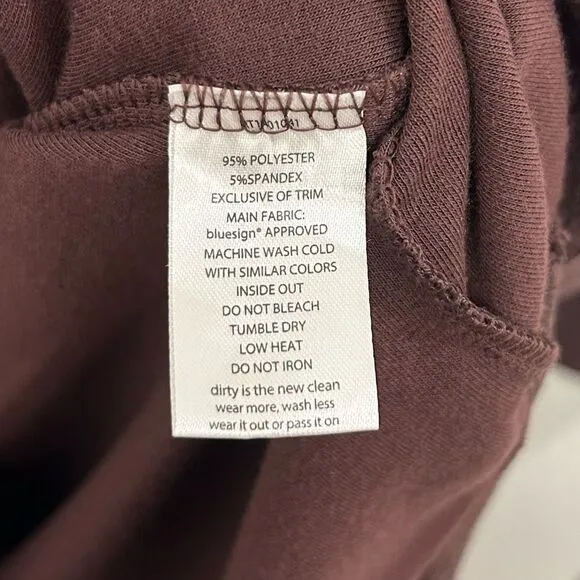 95% POLYESTER
5%SPANDEX
EXCLUSIVE OF TRIM
MAIN FABRIC:
bluesign® APPROVED
MACHINE WASH COLD
WITH SIMILAR COLORS
INSIDE OUT
DO NOT BLEACH
TUMBLE DRY
LOW HEAT
DO NOT IRON
dirty is the new clean
wear more, wash less
wear it out or pass it on